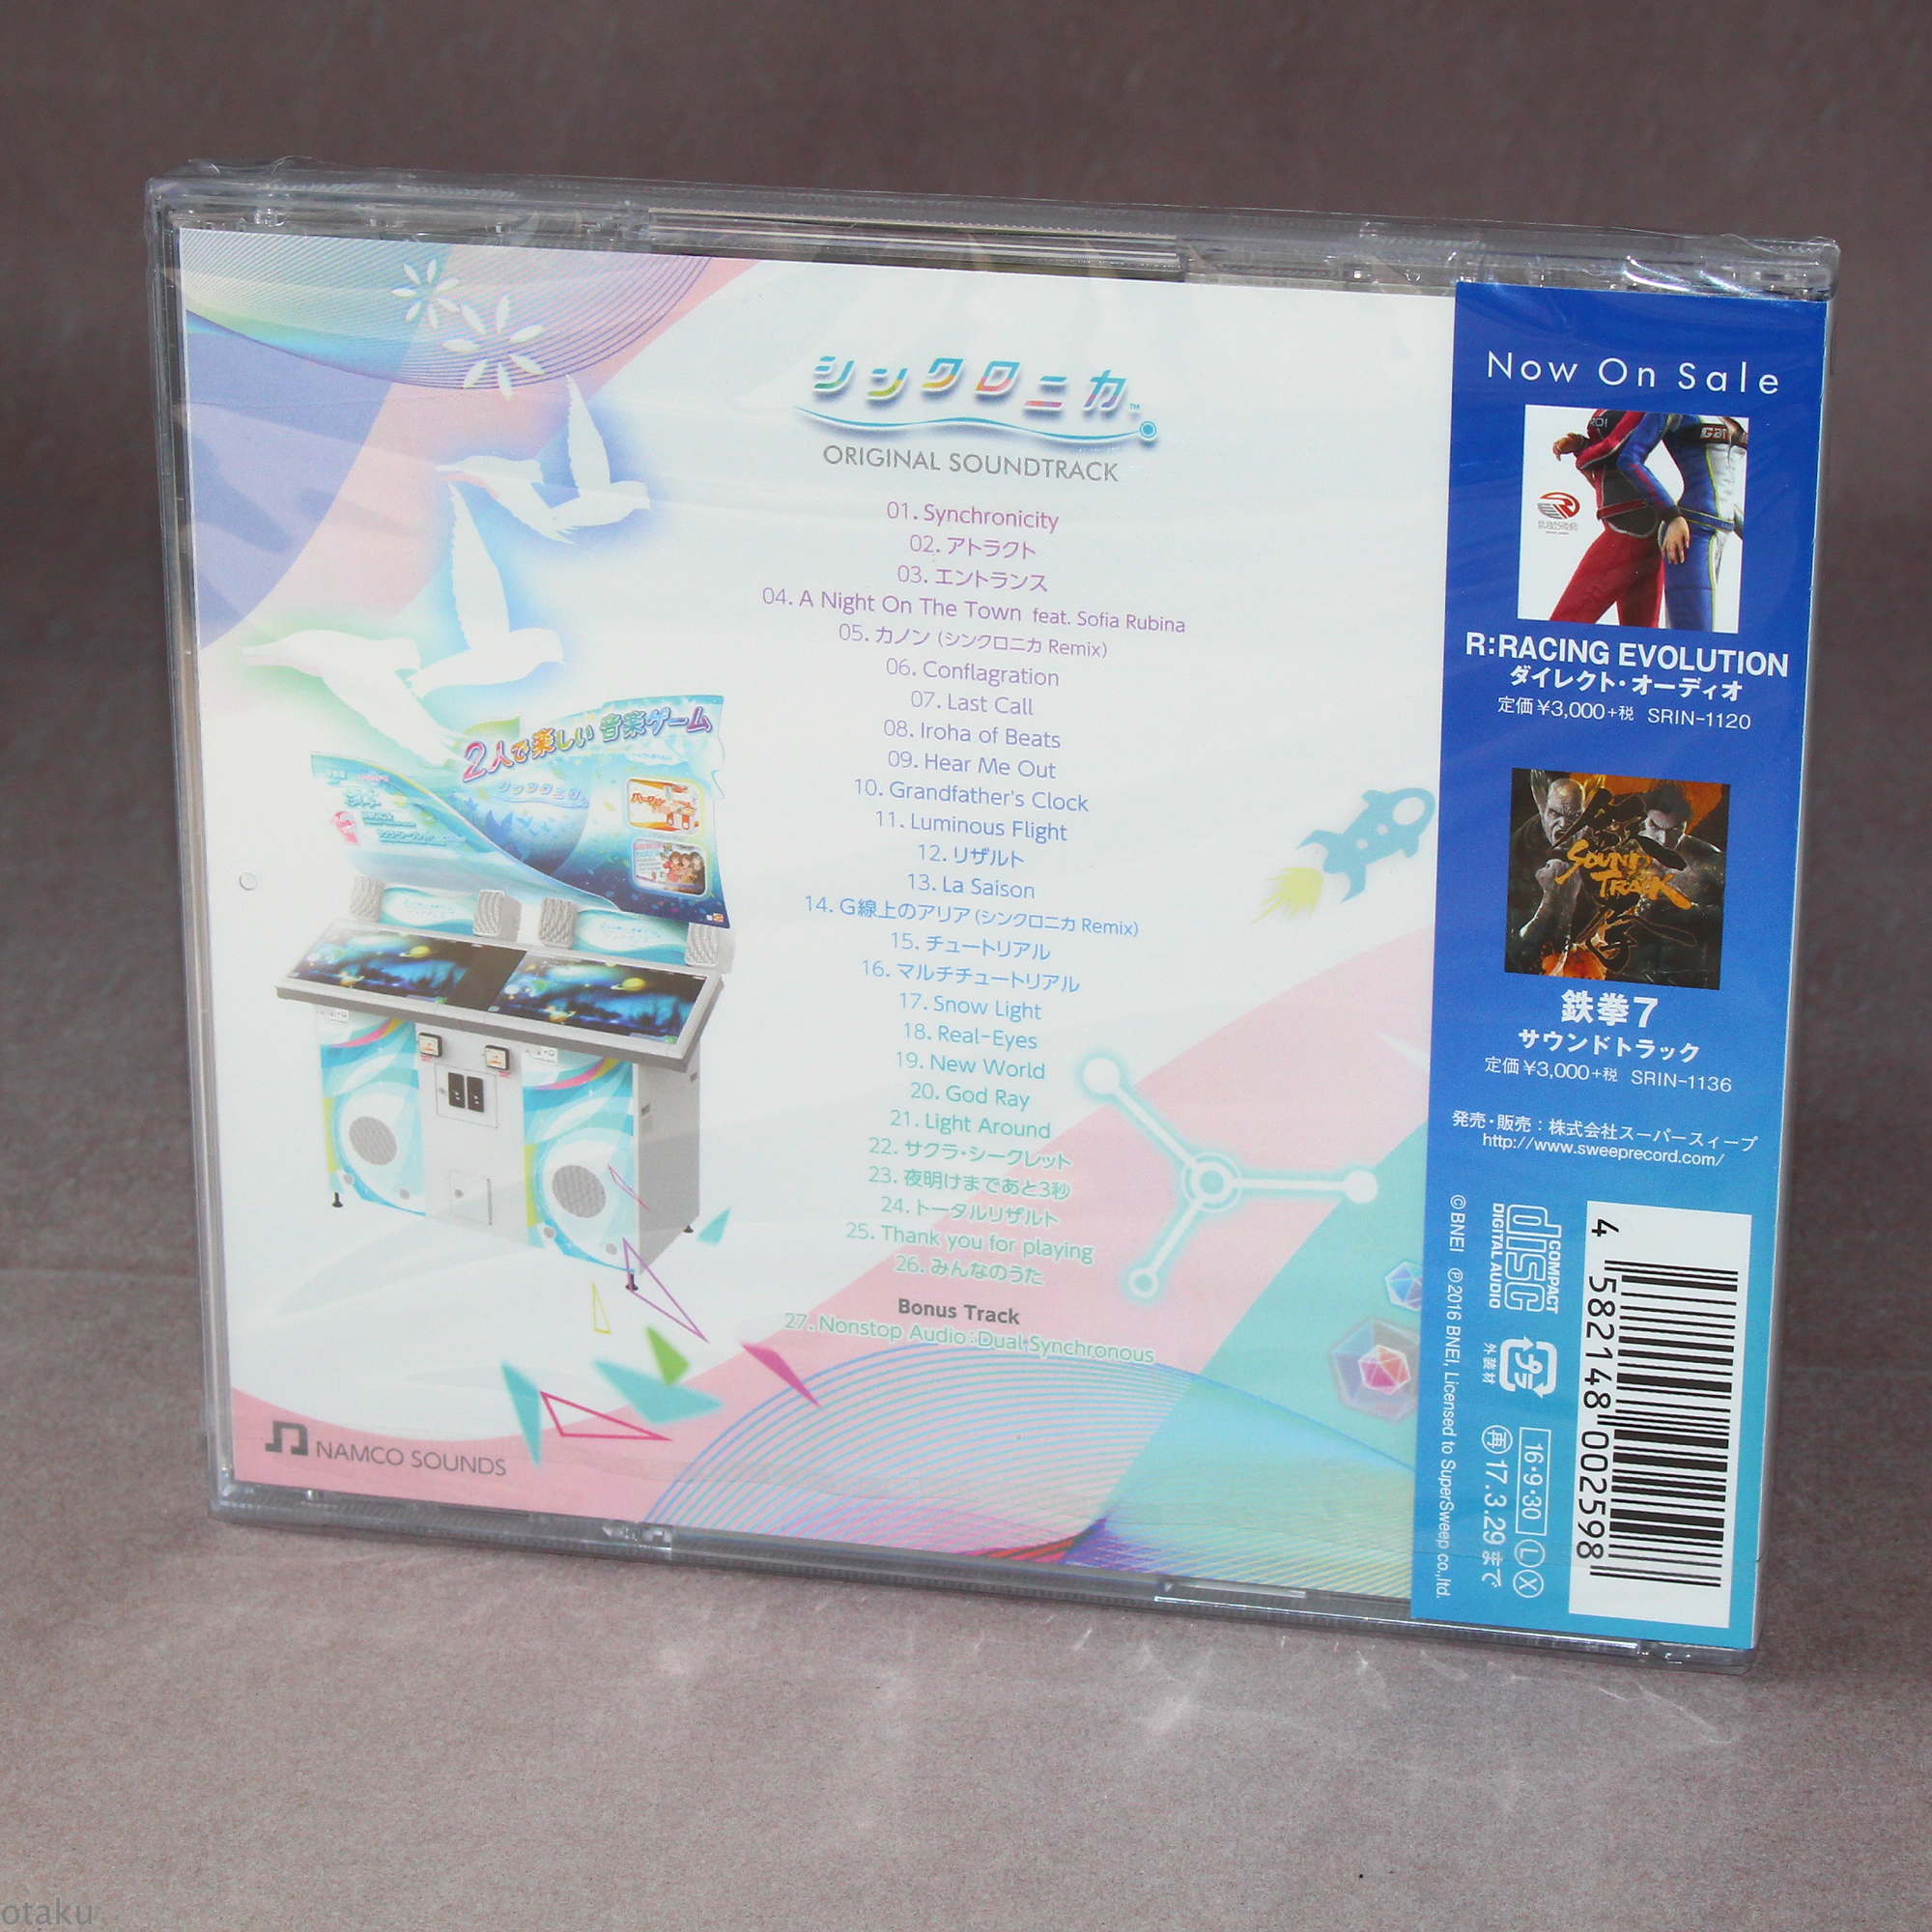 シンクロニカ™
ORIGINAL SOUNDTRACK
01. Synchronicity
02. アトラクト
03. エントランス
04. A Night On The Town feat. Sofia Rubina
05. カノン (シンクロニカ Remix)
06. Conflagration
07. Last Call
08. Iroha of Beats
09. Hear Me Out
10. Grandfather's Clock
11. Luminous Flight
12. リザルト
13. La Saison
14. G線上のアリア (シンクロニカ Remix)
15. チュートリアル
16. マルチチュートリアル
17. Snow Light
18. Real-Eyes
19. New World
20. God Ray
21. Light Around
22. サクラ・シークレット
23. 夜明けまであと3秒
24. トータルリザルト
25. Thank you for playing
26. みんなのうた
Bonus Track
27. Nonstop Audio:Dual Synchronous
2人で楽しい音楽ゲーム
シンクロニカ
NAMCO SOUNDS
Now On Sale
R:RACING EVOLUTION
ダイレクト・オーディオ
定価¥3,000+税 SRIN-1120
SOUND
TRACK
鉄拳7
サウンドトラック
定価¥3,000+税 SRIN-1136
発売・販売:株式会社スーパースィープ
http://www.sweeprecord.com/
COMPACT
disc
DIGITAL AUDIO
プラ
外装材
16・9・30 L X
再 17.3.29まで
©BNEI ℗2016 BNEI, Licensed to SuperSweep co.,ltd.
4 582148 002598
otaku